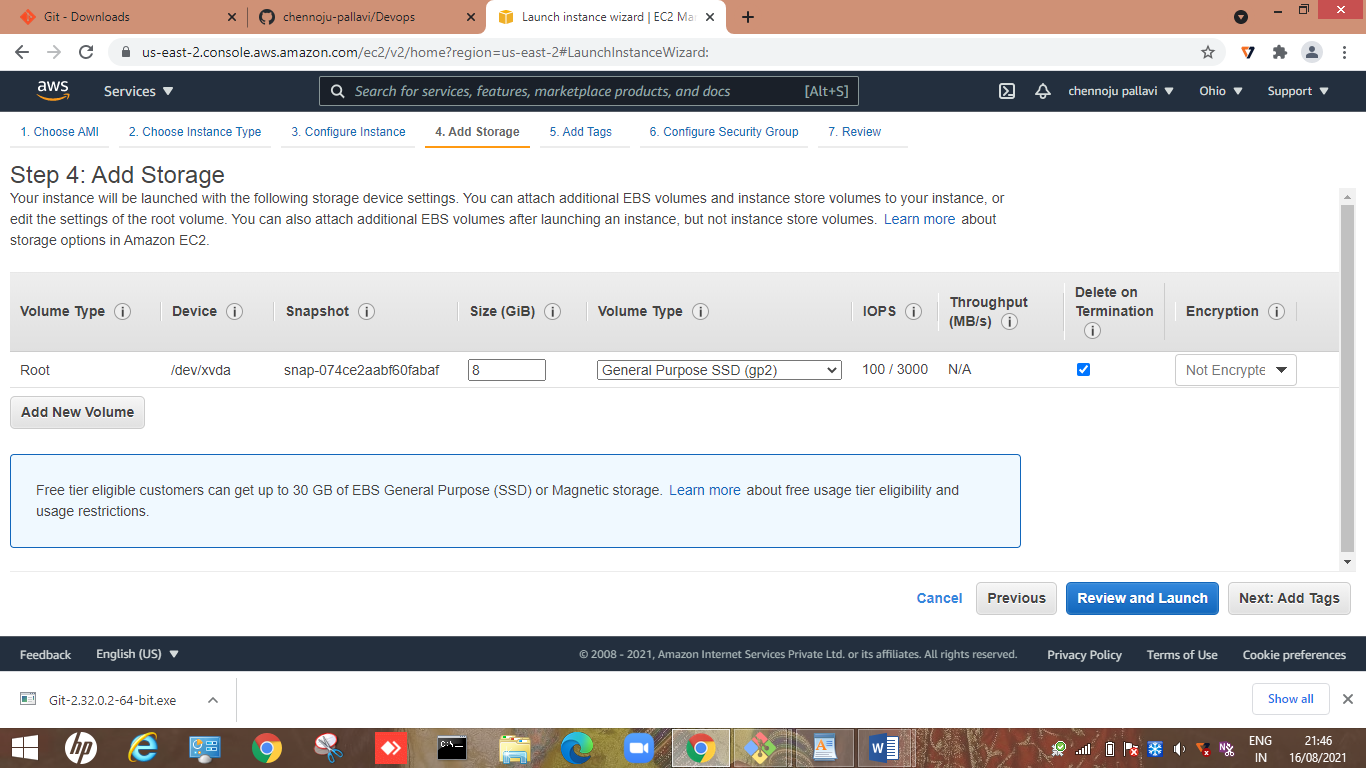 Git - Downloads
chennoju-pallavi/Devops
Launch instance wizard | EC2 Ma
us-east-2.console.aws.amazon.com/ec2/v2/home?region=us-east-2#LaunchInstanceWizard:
aws
Services
Search for services, features, marketplace products, and docs
[Alt+S]
chennoju pallavi
Ohio
Support
1. Choose AMI
2. Choose Instance Type
3. Configure Instance
4. Add Storage
5. Add Tags
6. Configure Security Group
7. Review
Step 4: Add Storage
Your instance will be launched with the following storage device settings. You can attach additional EBS volumes and instance store volumes to your instance, or
edit the settings of the root volume. You can also attach additional EBS volumes after launching an instance, but not instance store volumes. Learn more about
storage options in Amazon EC2.
Volume Type
Device
Snapshot
Size (GiB)
Volume Type
IOPS
Throughput
(MB/s)
Delete on
Termination
Encryption
Root
/dev/xvda
snap-074ce2aabf60fabaf
8
General Purpose SSD (gp2)
100 / 3000
N/A
Not Encrypte
Add New Volume
Free tier eligible customers can get up to 30 GB of EBS General Purpose (SSD) or Magnetic storage. Learn more about free usage tier eligibility and
usage restrictions.
Cancel
Previous
Review and Launch
Next: Add Tags
Feedback
English (US)
© 2008 - 2021, Amazon Internet Services Private Ltd. or its affiliates. All rights reserved.
Privacy Policy
Terms of Use
Cookie preferences
Git-2.32.0.2-64-bit.exe
Show all
ENG
IN
21:46
16/08/2021